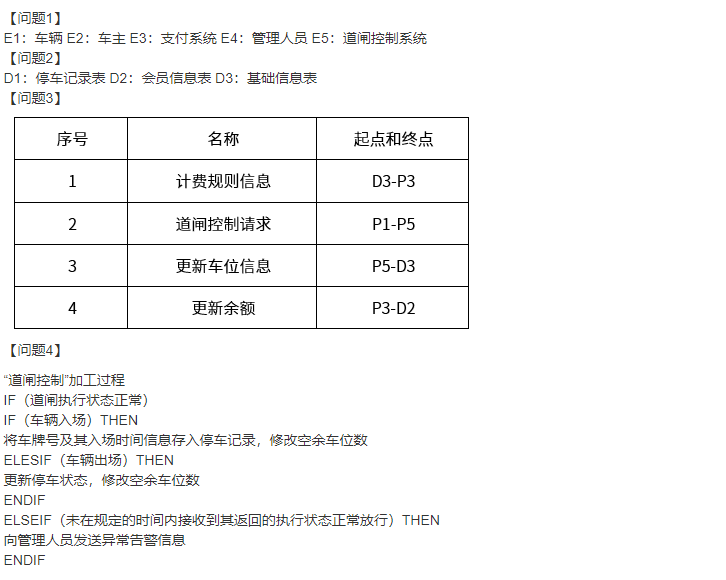 【问题1】
E1：车辆 E2：车主 E3：支付系统 E4：管理人员 E5：道闸控制系统
【问题2】
D1：停车记录表 D2：会员信息表 D3：基础信息表
【问题3】
序号 名称 起点和终点
1 计费规则信息 D3-P3
2 道闸控制请求 P1-P5
3 更新车位信息 P5-D3
4 更新余额 P3-D2
【问题4】
“道闸控制”加工过程
IF（道闸执行状态正常）
IF（车辆入场）THEN
将车牌号及其入场时间信息存入停车记录，修改空余车位数
ELESIF（车辆出场）THEN
更新停车状态，修改空余车位数
ENDIF
ELSEIF（未在规定的时间内接收到其返回的执行状态正常放行）THEN
向管理人员发送异常告警信息
ENDIF